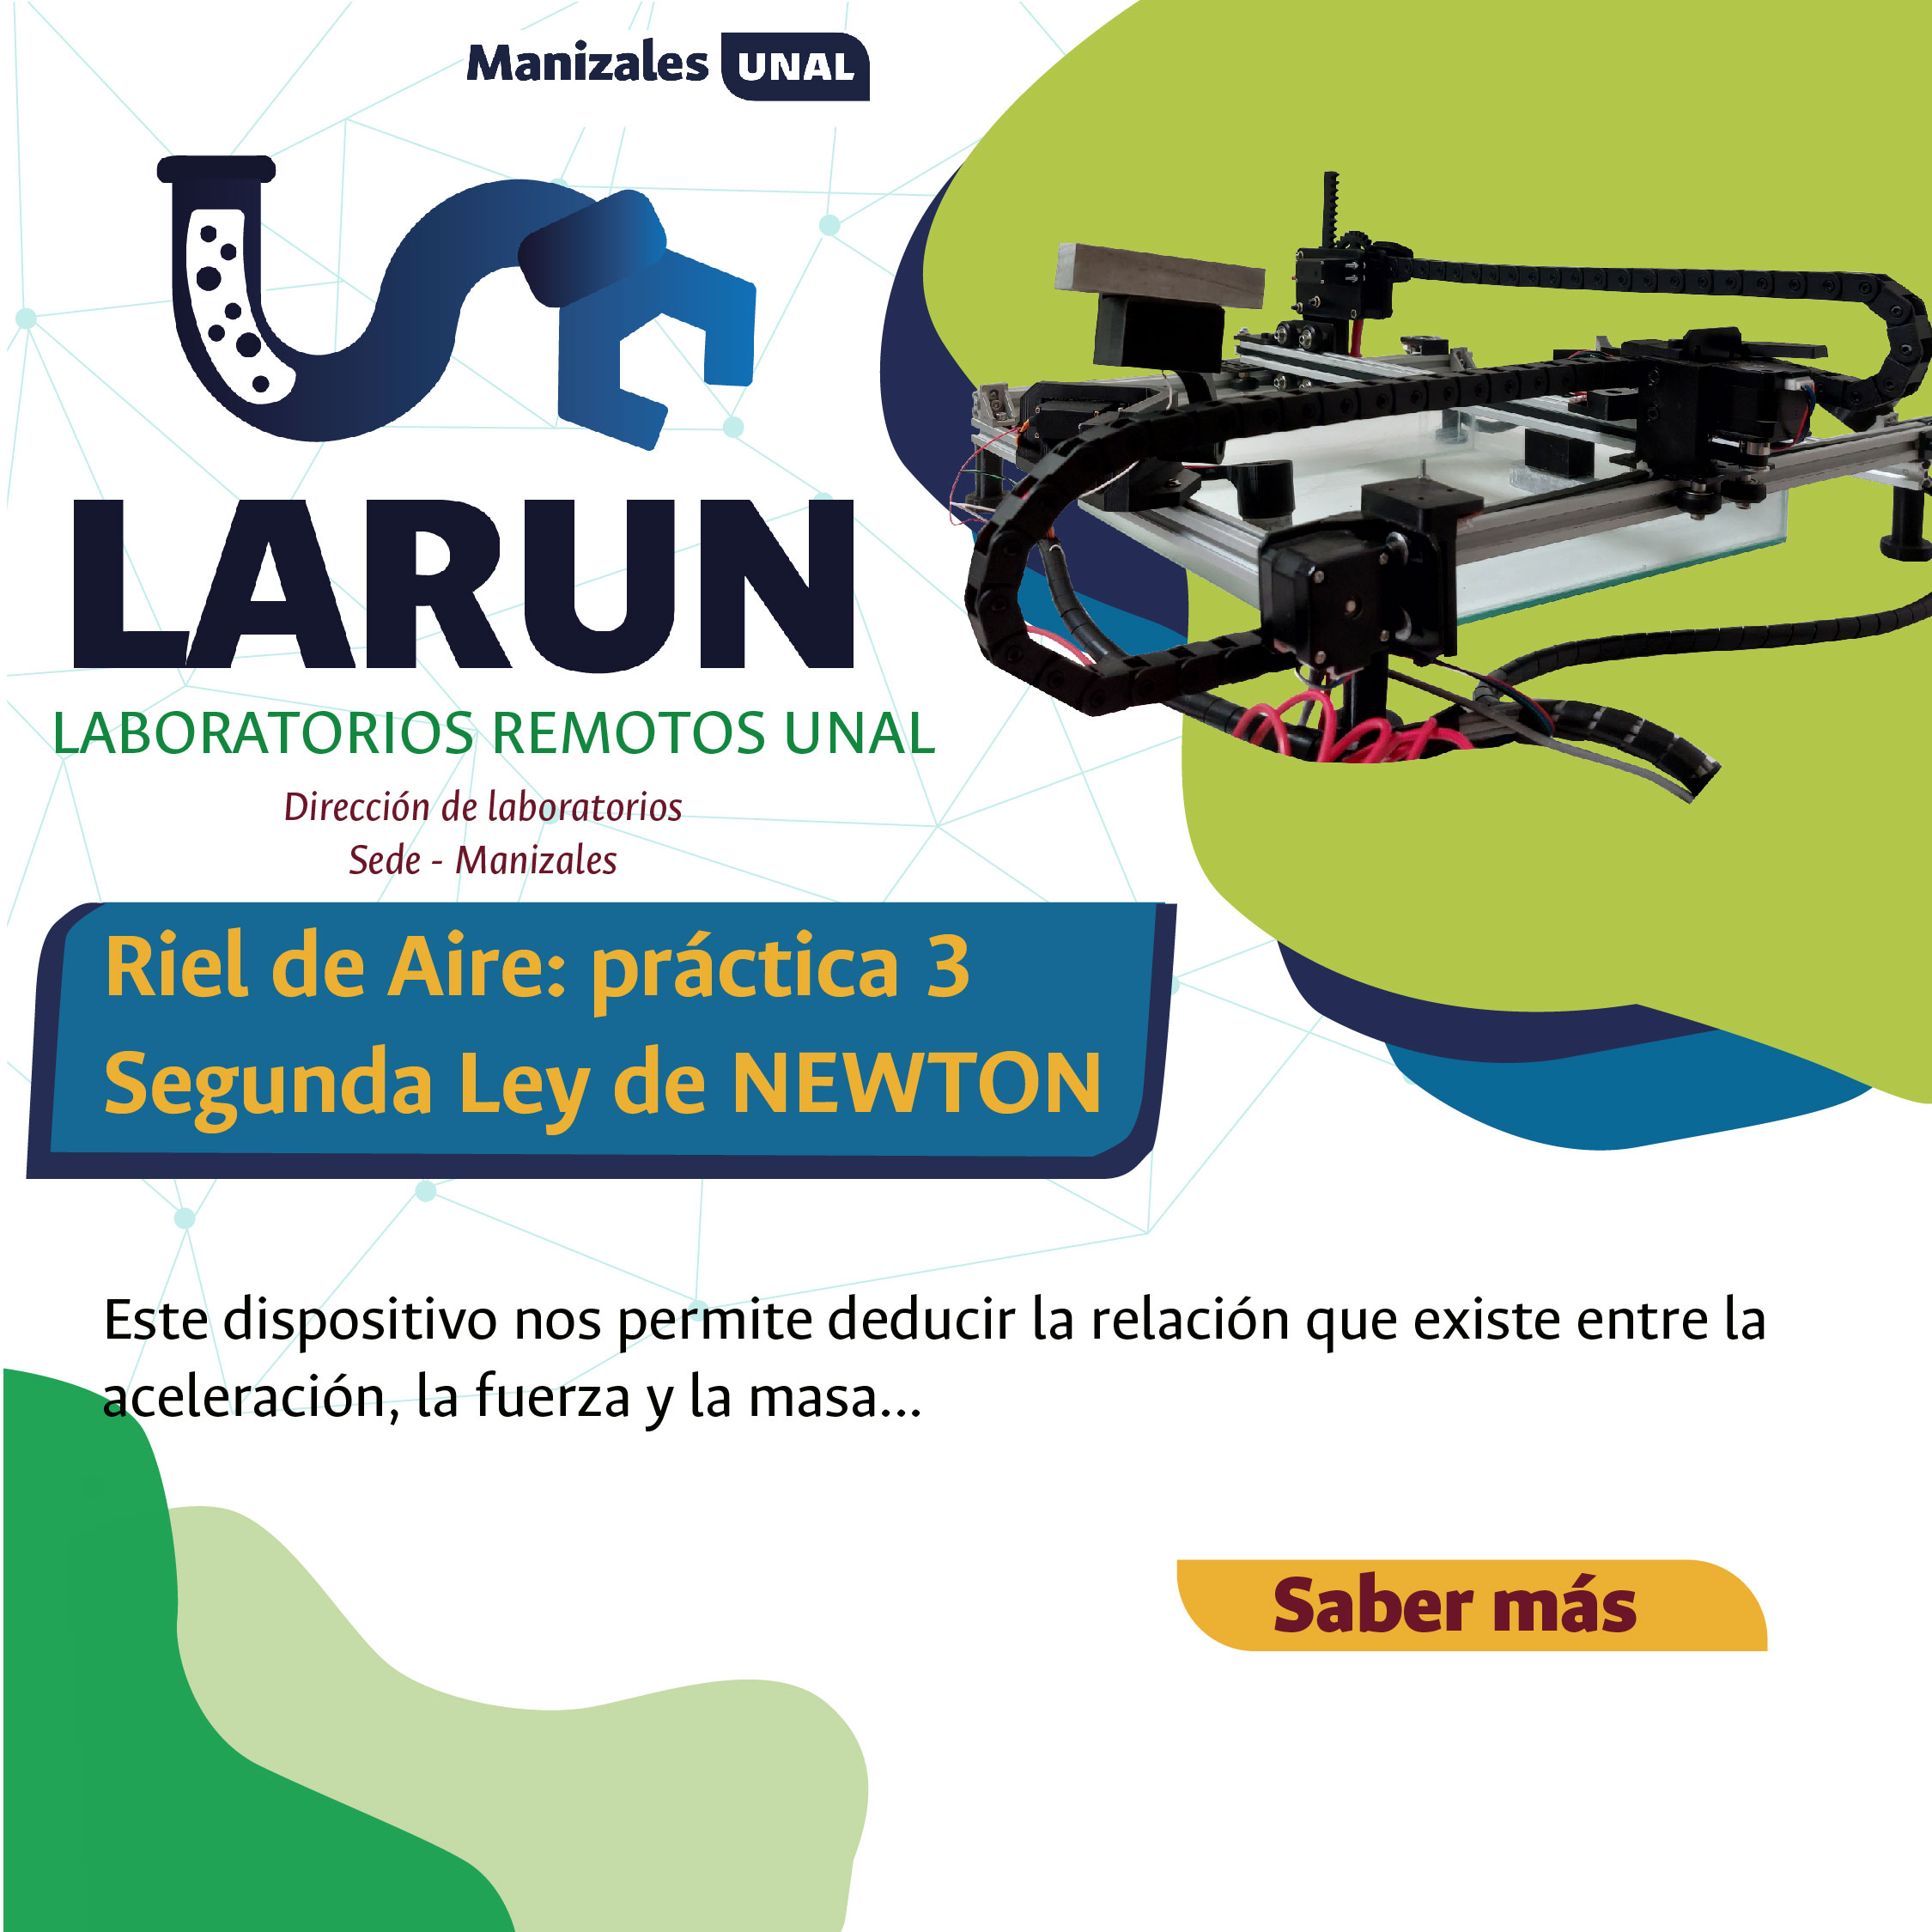 Manizales UNAL
LARUN
LABORATORIOS REMOTOS UNAL
Dirección de laboratorios
Sede - Manizales
Riel de Aire: práctica 3
Segunda Ley de NEWTON
Este dispositivo nos permite deducir la relación que existe entre la
aceleración, la fuerza y la masa...
Saber más